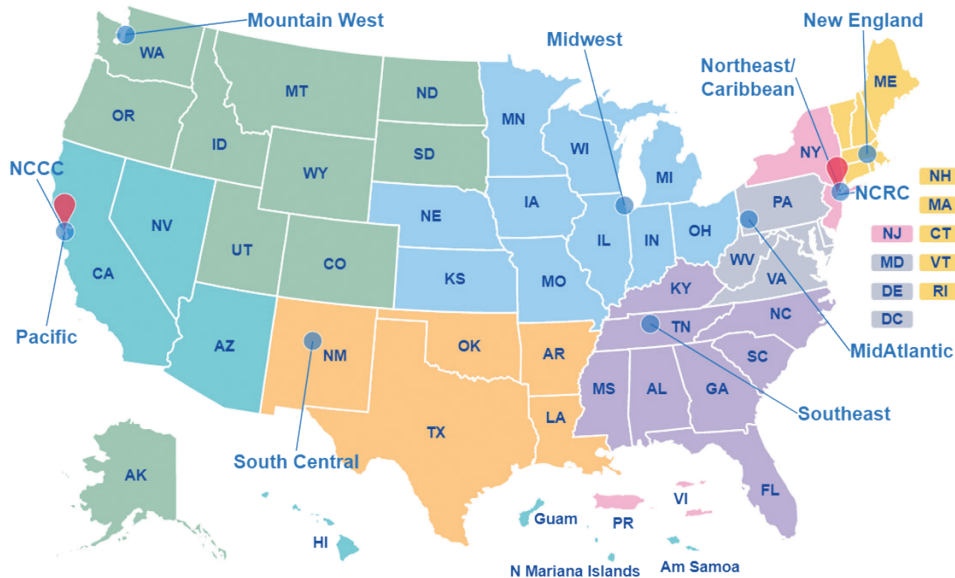 Mountain West
New England
Midwest
Northeast/
Caribbean
WA
ME
MT
ND
MN
OR
NY
WI
ID
SD
MI
NCCC
WY
NH
PA
NCRC
IA
MA
NE
NV
OH
NJ
CT
IL
IN
UT
WV
MD
VT
CO
CA
KS
MO
VA
DE
RI
KY
DC
NC
Pacific
TN
AZ
OK
MidAtlantic
NM
AR
SC
MS
AL
GA
Southeast
LA
TX
South Central
AK
FL
VI
Guam
PR
HI
N Mariana Islands
Am Samoa